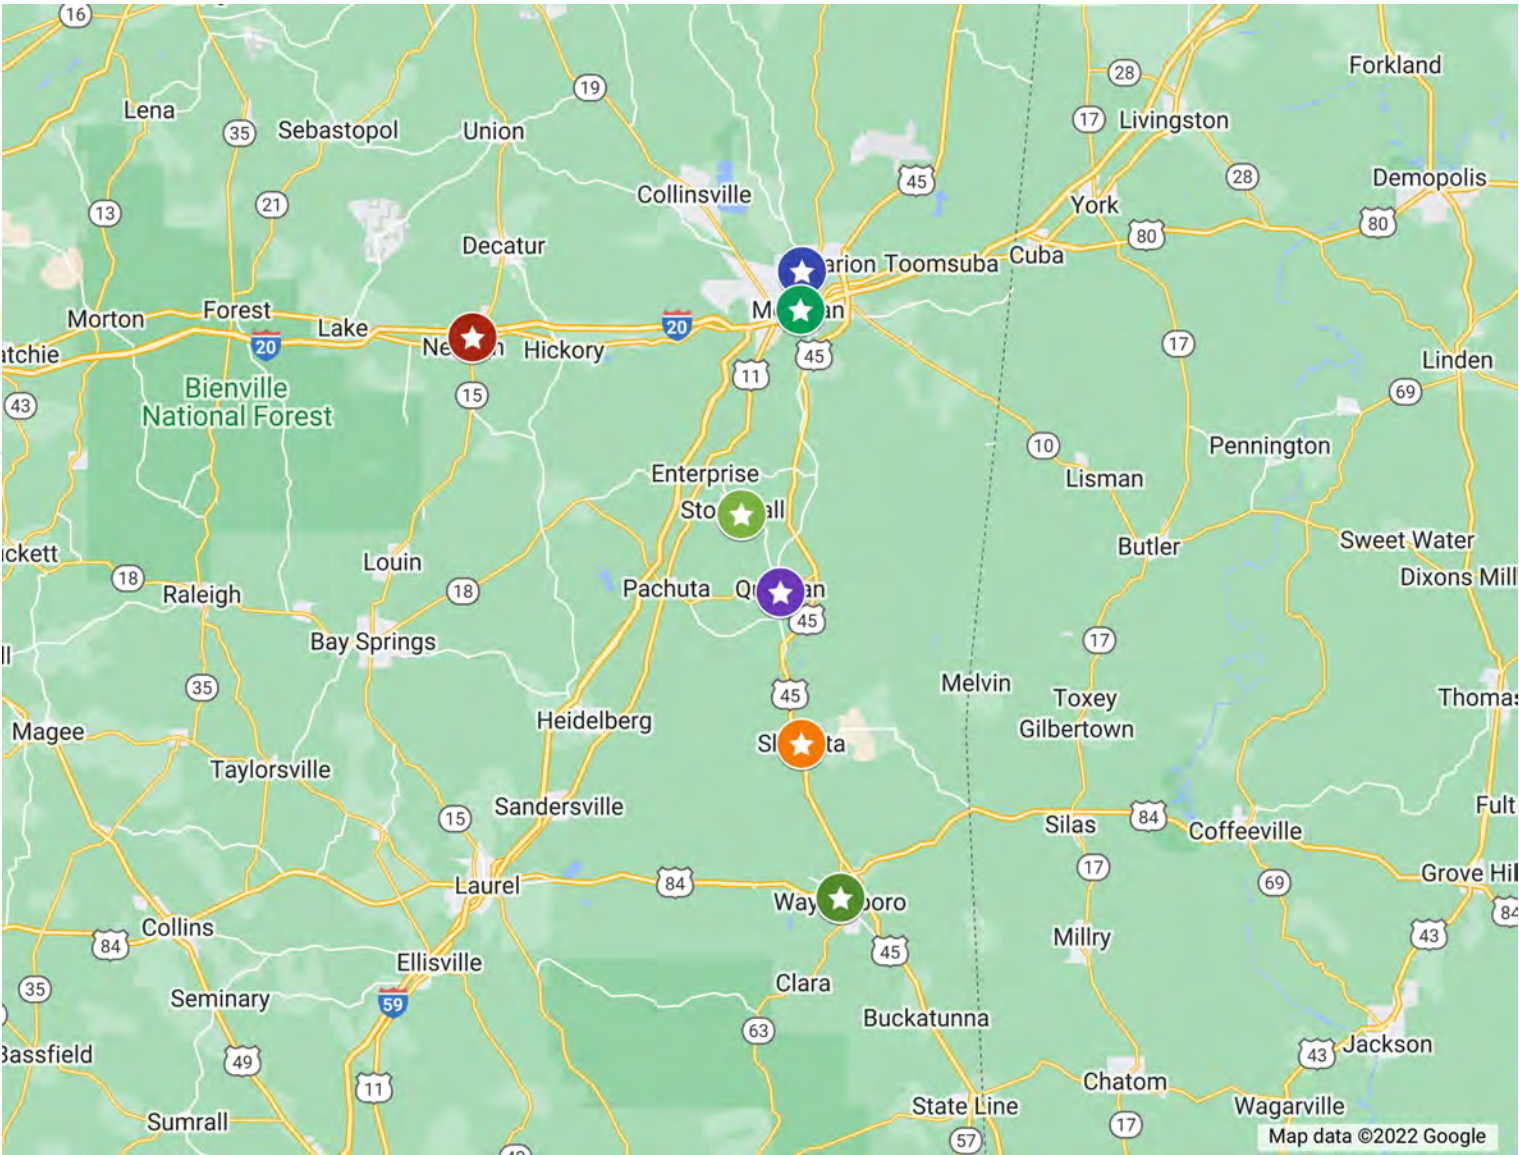 16
19
28
Forkland
Lena
35
Sebastopol
Union
17
Livingston
13
21
Collinsville
45
28
Demopolis
York
80
80
Decatur
arion
Toomsuba
Cuba
Morton
Forest
Lake
20
20
Hickory
45
17
Linden
atchie
Bienville
National Forest
43
15
11
69
10
Pennington
Enterprise
Lisman
Louin
Butler
Sweet Water
ckett
18
Raleigh
18
Pachuta
45
Dixons Mill
Bay Springs
17
ll
35
45
Melvin
Toxey
Gilbertown
Thomas
Magee
Heidelberg
Taylorsville
Sandersville
15
Silas
84
Coffeeville
Fult
Laurel
84
17
69
Grove Hil
84
Collins
84
45
Millry
43
Ellisville
Clara
35
Seminary
59
Buckatunna
63
Bassfield
49
11
43
Jackson
Chatom
Sumrall
State Line
57
17
Wagarville
Map data ©2022 Google